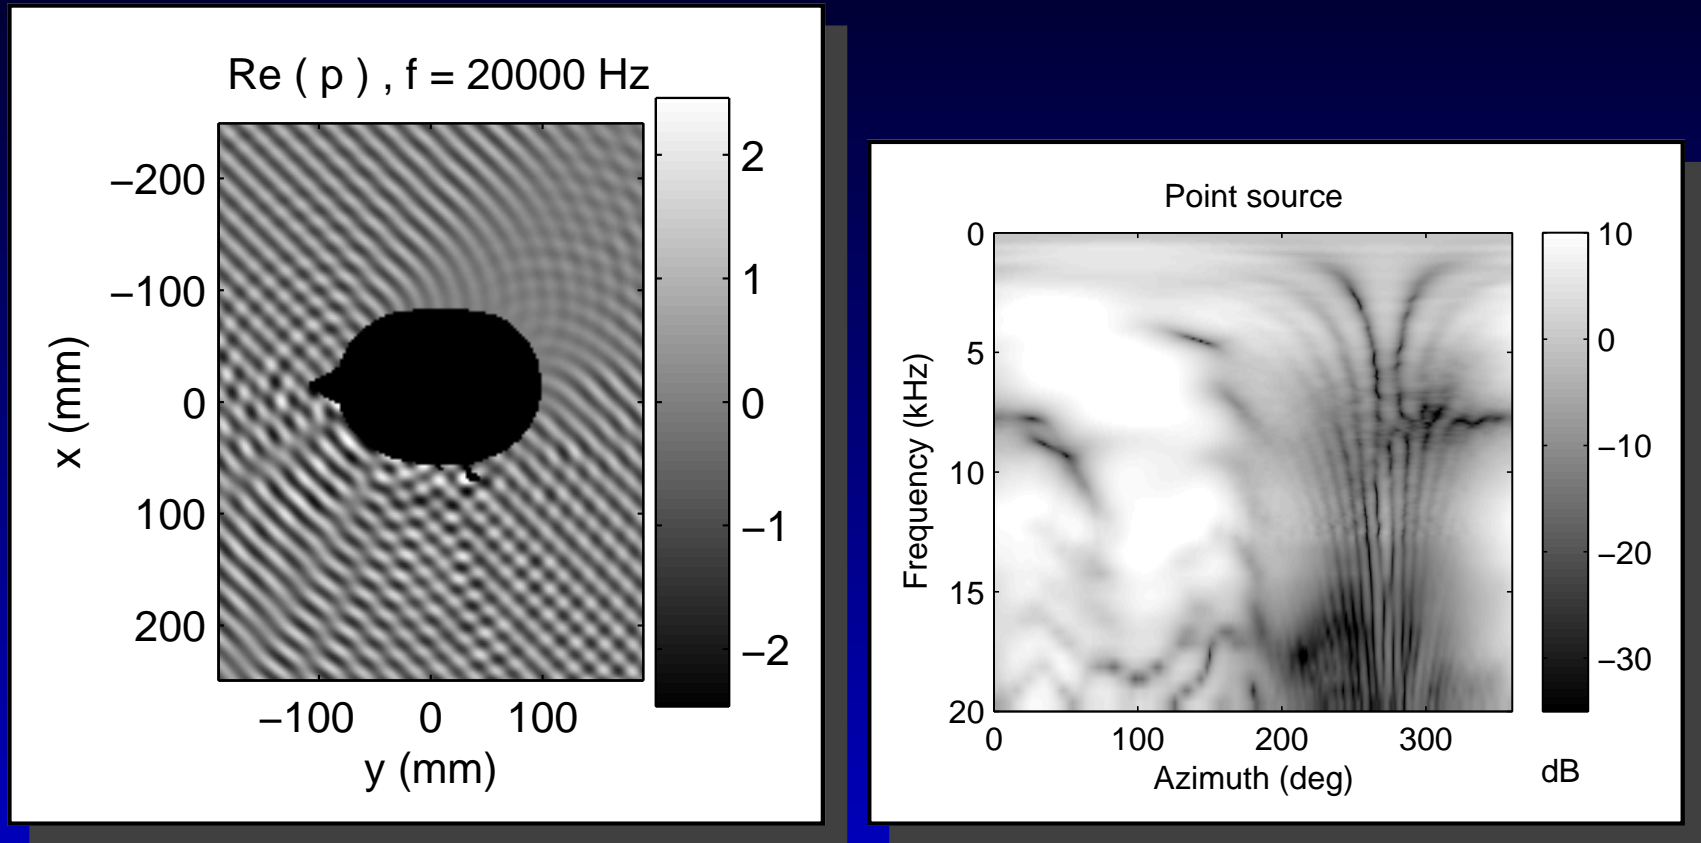 Re ( p ) , f = 20000 Hz
−200
−100
0
100
200
x (mm)
−100 0 100
y (mm)
2
1
0
−1
−2
Point source
0
5
10
15
20
Frequency (kHz)
0 100 200 300
Azimuth (deg)
10
0
−10
−20
−30
dB